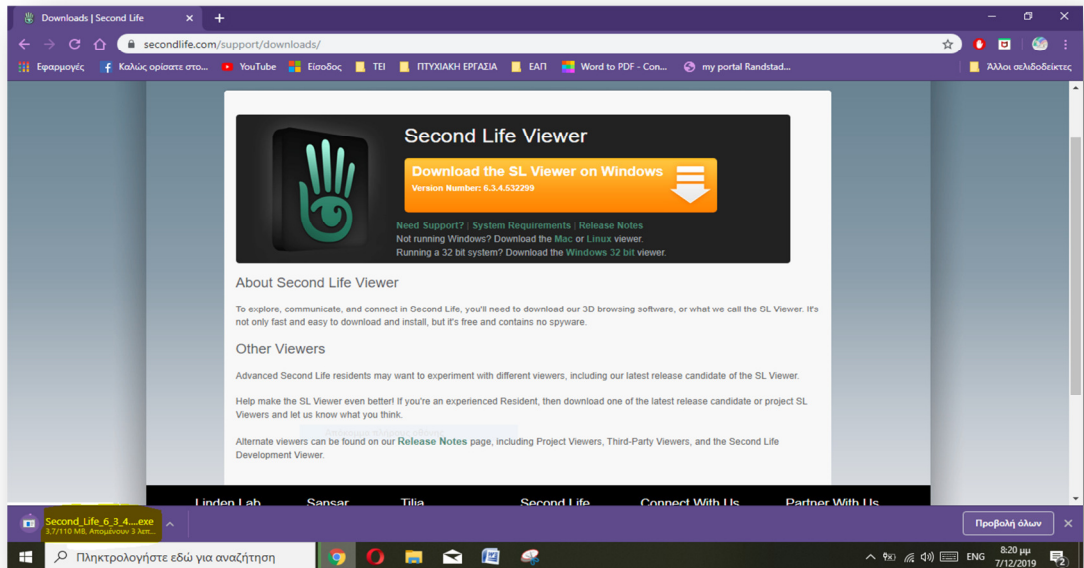 Downloads | Second Life
secondlife.com/support/downloads/
Εφαρμογές
Καλώς ορίσατε στο...
YouTube
Είσοδος
TEI
ΠΤΥΧΙΑΚΗ ΕΡΓΑΣΙΑ
ΕΑΠ
Word to PDF - Con...
my portal Randstad...
Άλλοι σελιδοδείκτες
Second Life Viewer
Download the SL Viewer on Windows
Version Number: 6.3.4.532299
Need Support? | System Requirements | Release Notes
Not running Windows? Download the Mac or Linux viewer.
Running a 32 bit system? Download the Windows 32 bit viewer.
About Second Life Viewer
To explore, communicate, and connect in Second Life, you'll need to download our 3D browsing software, or what we call the SL Viewer. It's
not only fast and easy to download and install, but it's free and contains no spyware.
Other Viewers
Advanced Second Life residents may want to experiment with different viewers, including our latest release candidate of the SL Viewer.
Help make the SL Viewer even better! If you're an experienced Resident, then download one of the latest release candidate or project SL
Viewers and let us know what you think.
Alternate viewers can be found on our Release Notes page, including Project Viewers, Third-Party Viewers, and the Second Life
Development Viewer.
Linden Lab
Sansar
Tilia
Second Life
Connect With Us
Partner With Us
Second_Life_6_3_4....exe
3,7/110 MB, Απομένουν 3 λεπ...
Προβολή όλων
Πληκτρολογήστε εδώ για αναζήτηση
ENG
8:20 μμ
7/12/2019
2